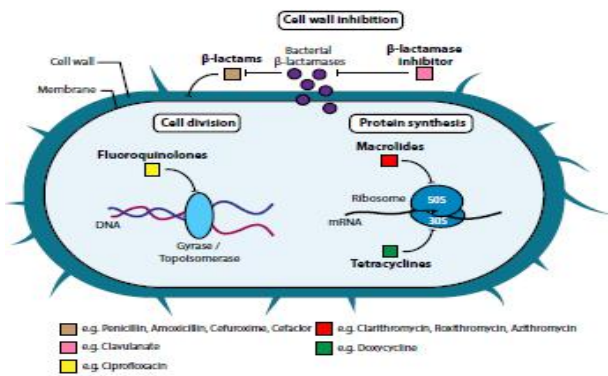 Cell wall inhibition
Cell wall
β-lactams
Bacterial
β-lactamases
β-lactamase
inhibitor
Membrane
Cell division
Protein synthesis
Fluoroquinolones
Macrolides
Ribosome
50S
30S
mRNA
DNA
Gyrase /
Topoisomerase
Tetracyclines
e.g. Penicillin, Amoxicillin, Cefuroxime, Cefaclor
e.g. Clarithromycin, Roxithromycin, Azithromycin
e.g. Clavulanate
e.g. Doxycycline
e.g. Ciprofloxacin